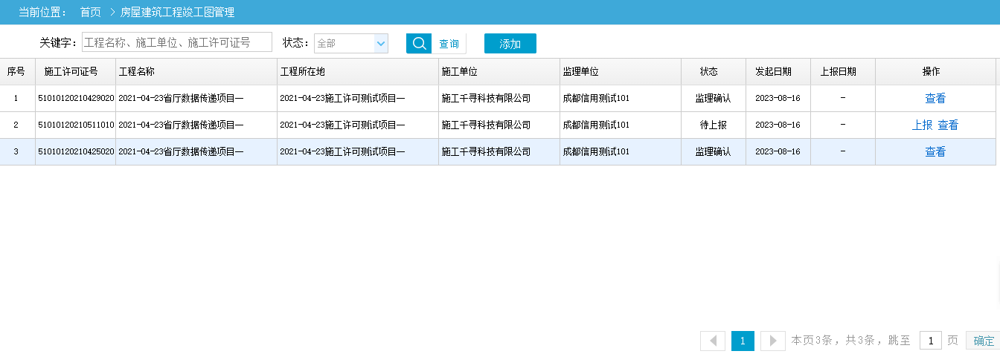 当前位置： 首页 > 房屋建筑工程竣工图管理
关键字： 工程名称、施工单位、施工许可证号 状态： 全部 查询 添加
序号 施工许可证号 工程名称 工程所在地 施工单位 监理单位 状态 发起日期 上报日期 操作
1 51010120210429020 2021-04-23省厅数据传递项目一 2021-04-23施工许可测试项目一 施工千寻科技有限公司 成都信用测试101 监理确认 2023-08-16 - 查看
2 51010120210511010 2021-04-23省厅数据传递项目一 2021-04-23施工许可测试项目一 施工千寻科技有限公司 成都信用测试101 待上报 2023-08-16 - 上报 查看
3 51010120210425020 2021-04-23省厅数据传递项目一 2021-04-23施工许可测试项目一 施工千寻科技有限公司 成都信用测试101 监理确认 2023-08-16 - 查看
1 本页3条，共3条，跳至 1 页 确定